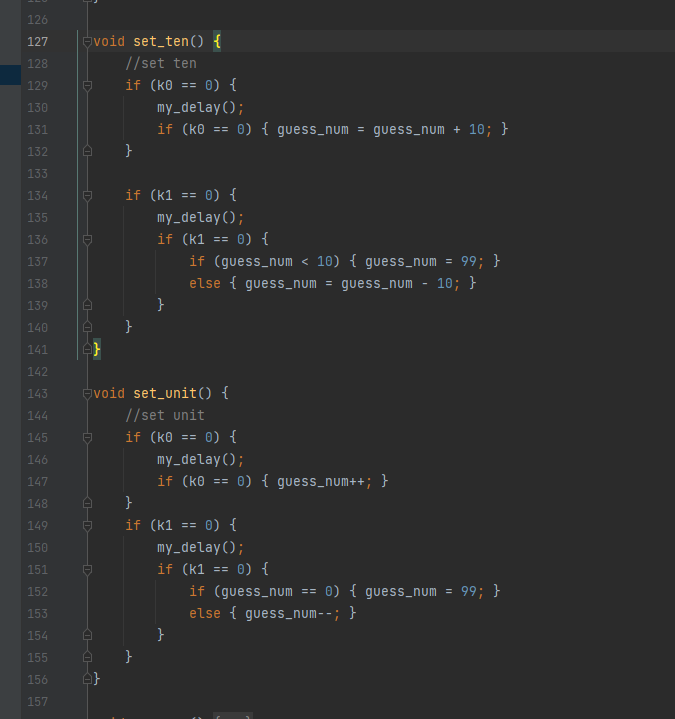 126
127 void set_ten() {
128 //set ten
129 if (k0 == 0) {
130 my_delay();
131 if (k0 == 0) { guess_num = guess_num + 10; }
132 }
133
134 if (k1 == 0) {
135 my_delay();
136 if (k1 == 0) {
137 if (guess_num < 10) { guess_num = 99; }
138 else { guess_num = guess_num - 10; }
139 }
140 }
141 }
142
143 void set_unit() {
144 //set unit
145 if (k0 == 0) {
146 my_delay();
147 if (k0 == 0) { guess_num++; }
148 }
149 if (k1 == 0) {
150 my_delay();
151 if (k1 == 0) {
152 if (guess_num == 0) { guess_num = 99; }
153 else { guess_num--; }
154 }
155 }
156 }
157